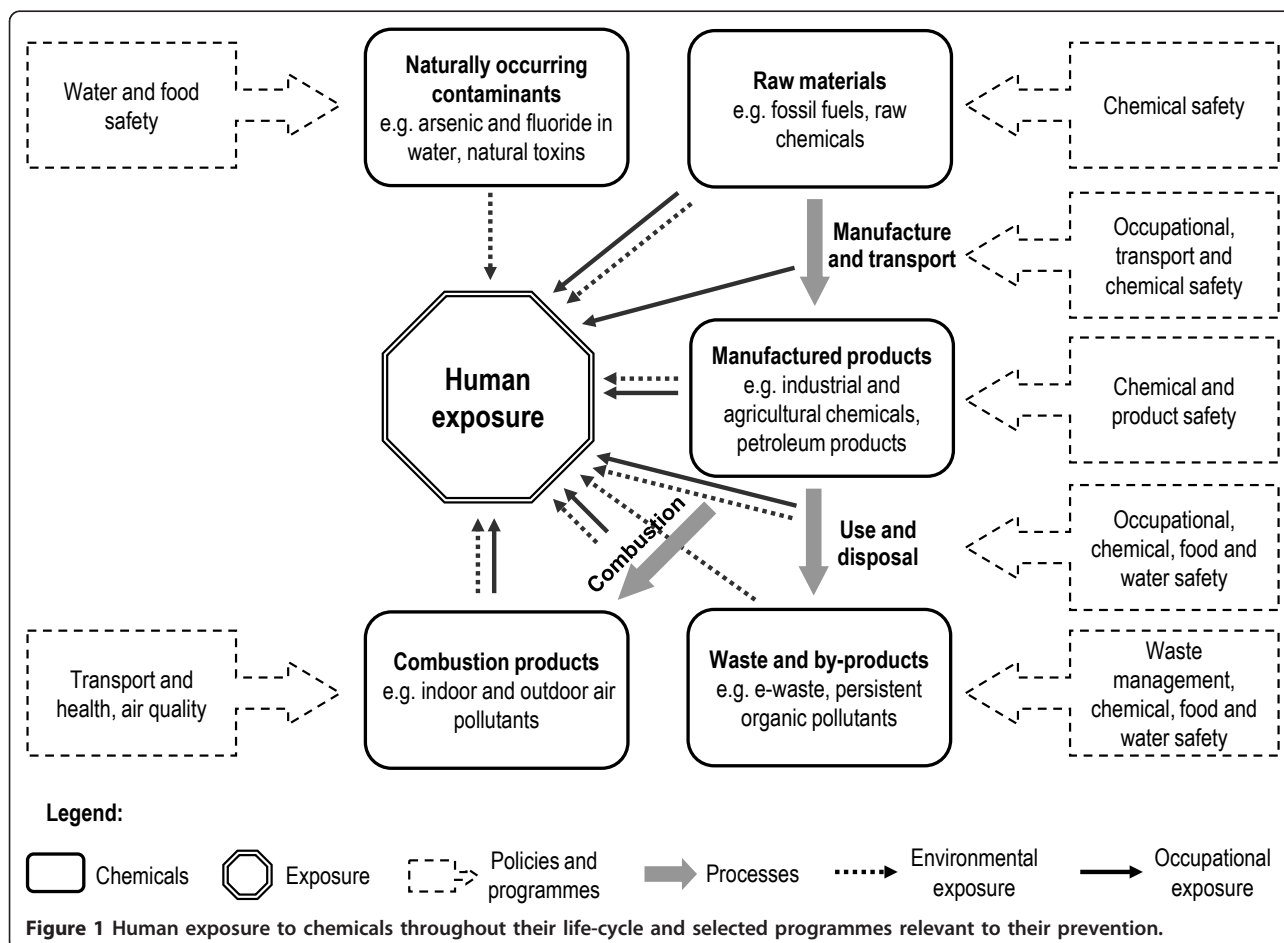 Water and food
safety
Naturally occurring
contaminants
e.g. arsenic and fluoride in
water, natural toxins
Raw materials
e.g. fossil fuels, raw
chemicals
Chemical safety
Manufacture
and transport
Occupational,
transport and
chemical safety
Human
exposure
Manufactured products
e.g. industrial and
agricultural chemicals,
petroleum products
Chemical and
product safety
Combustion
Use and
disposal
Occupational,
chemical, food and
water safety
Transport and
health, air quality
Combustion products
e.g. indoor and outdoor air
pollutants
Waste and by-products
e.g. e-waste, persistent
organic pollutants
Waste
management,
chemical, food and
water safety
Legend:
Chemicals
Exposure
Policies and
programmes
Processes
Environmental
exposure
Occupational
exposure
Figure 1 Human exposure to chemicals throughout their life-cycle and selected programmes relevant to their prevention.